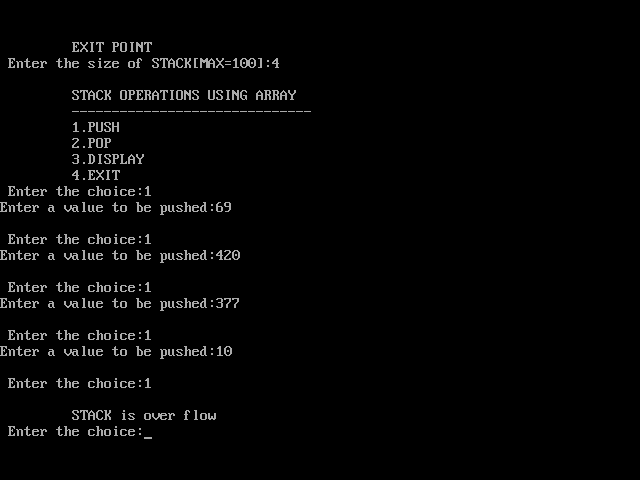 EXIT POINT
Enter the size of STACK[MAX=100]:4
STACK OPERATIONS USING ARRAY
------------------------------
1.PUSH
2.POP
3.DISPLAY
4.EXIT
Enter the choice:1
Enter a value to be pushed:69
Enter the choice:1
Enter a value to be pushed:420
Enter the choice:1
Enter a value to be pushed:377
Enter the choice:1
Enter a value to be pushed:10
Enter the choice:1
STACK is over flow
Enter the choice:_